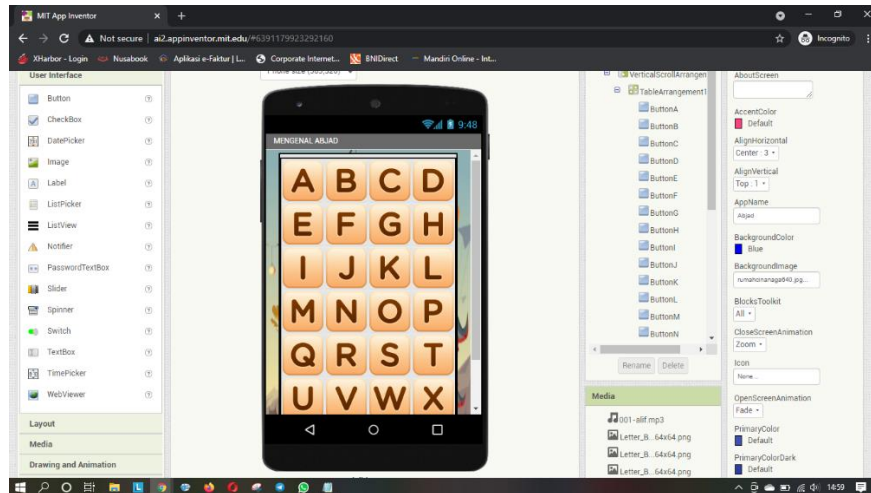 MIT App Inventor
Not secure | ai2.appinventor.mit.edu/#6391179923292160
Incognito
XHarbor - Login
Nusabook
Aplikasi e-Faktur | L...
Corporate Internet...
BNIDirect
Mandiri Online - Int...
User Interface
Button
CheckBox
DatePicker
Image
Label
ListPicker
ListView
Notifier
PasswordTextBox
Slider
Spinner
Switch
TextBox
TimePicker
WebViewer
Layout
Media
Drawing and Animation
9:48
MENGENAL ABJAD
A B C D
E F G H
I J K L
M N O P
Q R S T
U V W X
VerticalScrollArrangen
TableArrangement1
ButtonA
ButtonB
ButtonC
ButtonD
ButtonE
ButtonF
ButtonG
ButtonH
ButtonI
ButtonJ
ButtonK
ButtonL
ButtonM
ButtonN
Rename Delete
Media
001-alif.mp3
Letter_B...64x64.png
Letter_B...64x64.png
Letter_B...64x64.png
AboutScreen
AccentColor
Default
AlignHorizontal
Center : 3
AlignVertical
Top : 1
AppName
Abjad
BackgroundColor
Blue
BackgroundImage
BlocksToolkit
All
CloseScreenAnimation
Zoom
Icon
None...
OpenScreenAnimation
Fade
PrimaryColor
Default
PrimaryColorDark
Default
1459